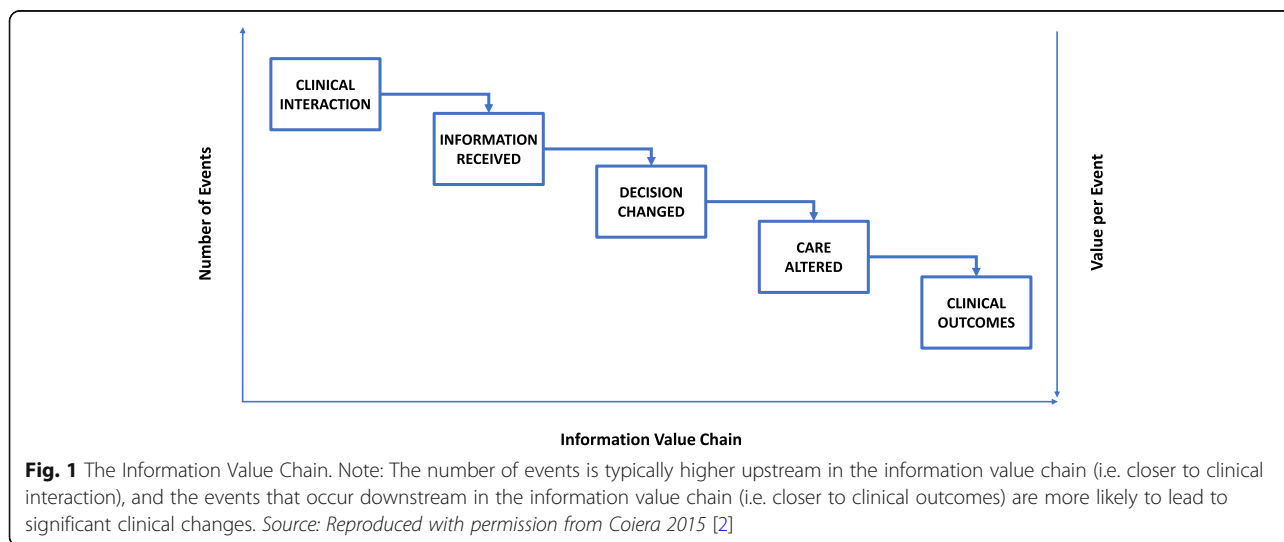 CLINICAL
INTERACTION
INFORMATION
RECEIVED
DECISION
CHANGED
CARE
ALTERED
CLINICAL
OUTCOMES
Number of Events
Value per Event
Information Value Chain
Fig. 1 The Information Value Chain. Note: The number of events is typically higher upstream in the information value chain (i.e. closer to clinical
interaction), and the events that occur downstream in the information value chain (i.e. closer to clinical outcomes) are more likely to lead to
significant clinical changes. Source: Reproduced with permission from Coiera 2015 [2]